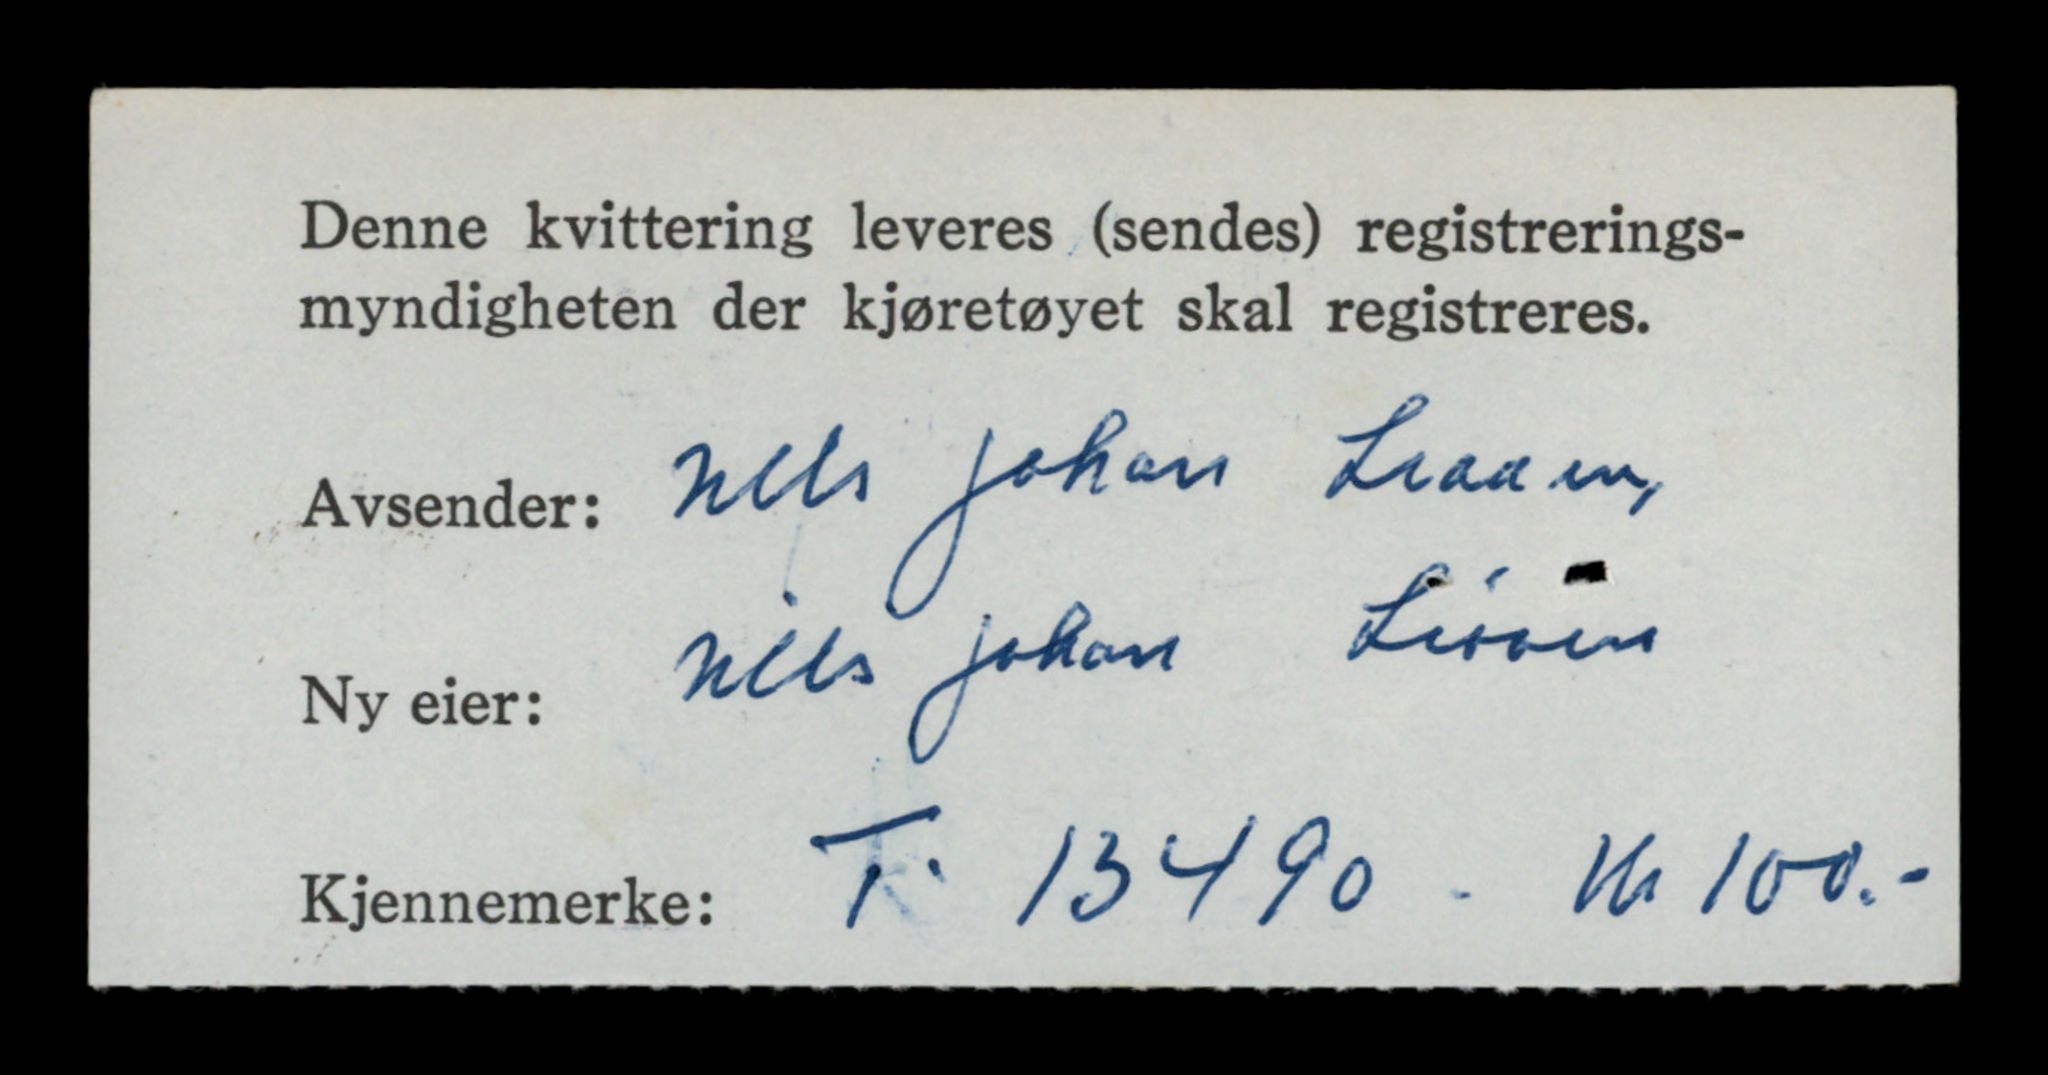 Denne kvittering leveres (sendes) registrerings-
myndigheten der kjøretøyet skal registreres.
Avsender: Nils Johan
Ny eier: Nils Johan
Kjennemerke: T. 13490 - Kr 100.-